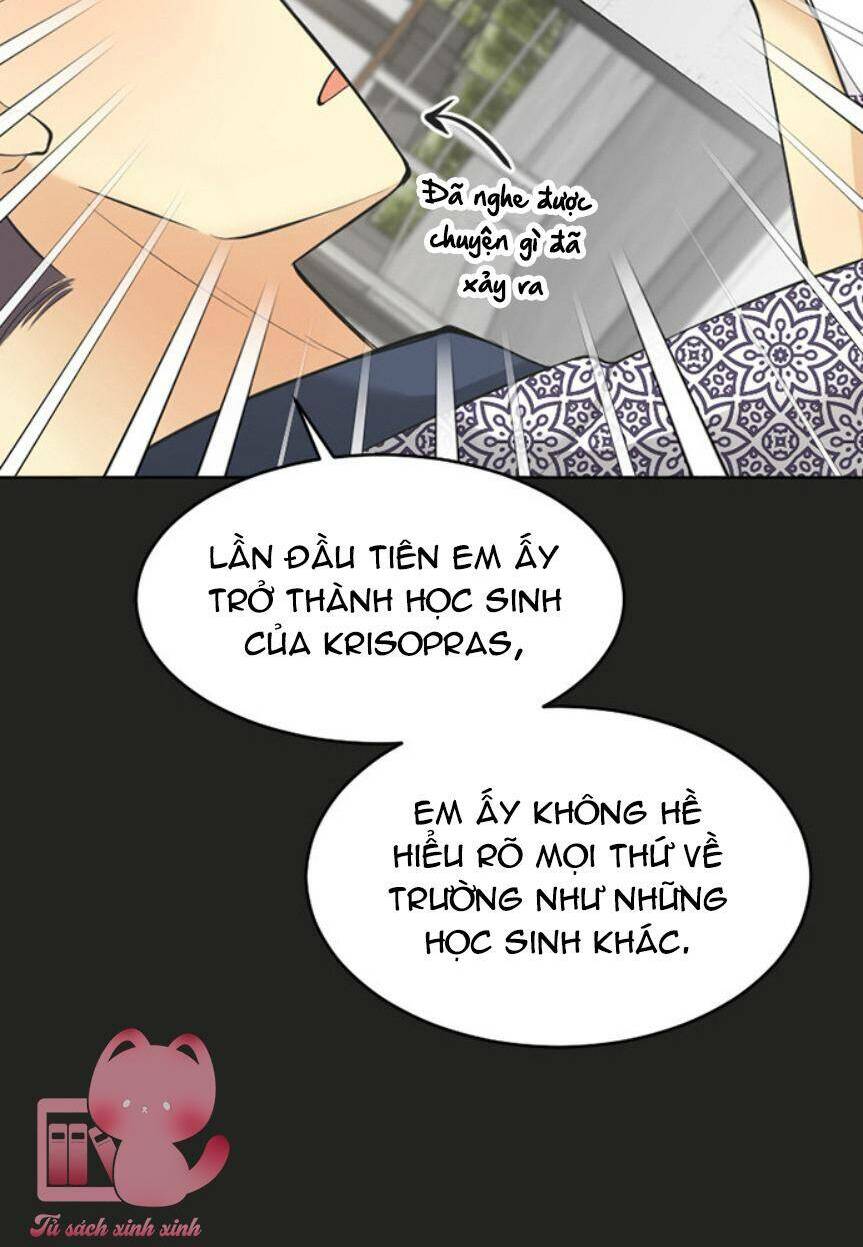 Đã nghe được
chuyện gì đã
xảy ra
LẦN ĐẦU TIÊN EM ẤY
TRỞ THÀNH HỌC SINH
CỦA KRISOPRAS,
EM ẤY KHÔNG HỀ
HIỂU RÕ MỌI THỨ VỀ
TRƯỜNG NHƯ NHỮNG
HỌC SINH KHÁC.
Tủ sách xinh xinh